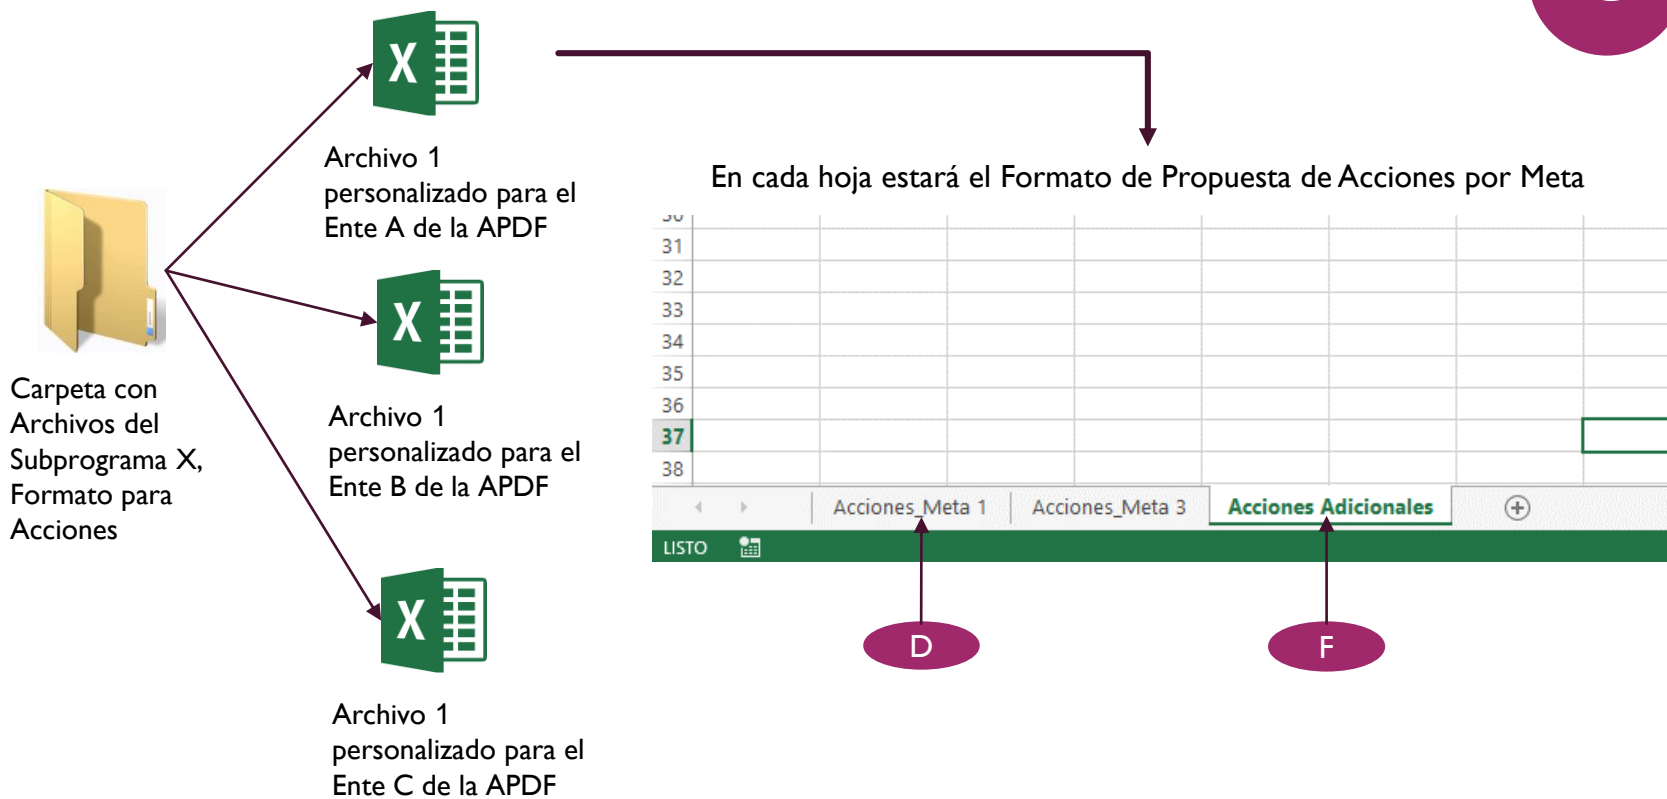 Archivo 1
personalizado para el
Ente A de la APDF
Carpeta con
Archivos del
Subprograma X,
Formato para
Acciones
Archivo 1
personalizado para el
Ente B de la APDF
Archivo 1
personalizado para el
Ente C de la APDF
En cada hoja estará el Formato de Propuesta de Acciones por Meta
31
32
33
34
35
36
37
38
Acciones_Meta 1 Acciones_Meta 3 Acciones Adicionales
LISTO
D F
X
X
X